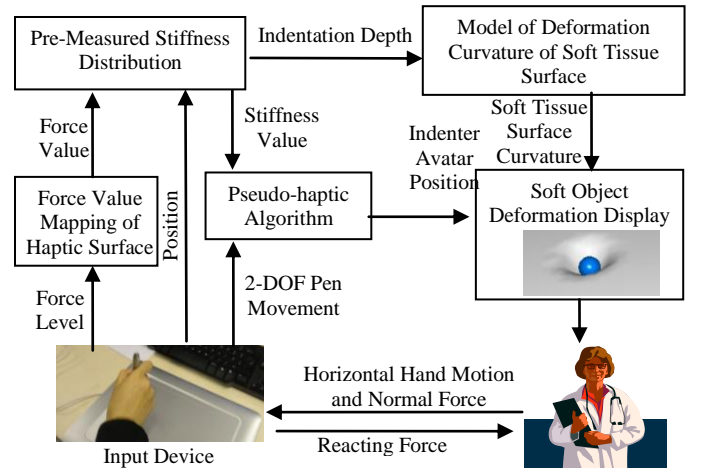 Pre-Measured Stiffness
Distribution
Indentation Depth
Model of Deformation
Curvature of Soft Tissue
Surface
Force
Value
Stiffness
Value
Soft Tissue
Surface
Curvature
Indenter
Avatar
Position
Force Value
Mapping of
Haptic Surface
Position
Pseudo-haptic
Algorithm
Soft Object
Deformation Display
Force
Level
2-DOF Pen
Movement
Horizontal Hand Motion
and Normal Force
Reacting Force
Input Device